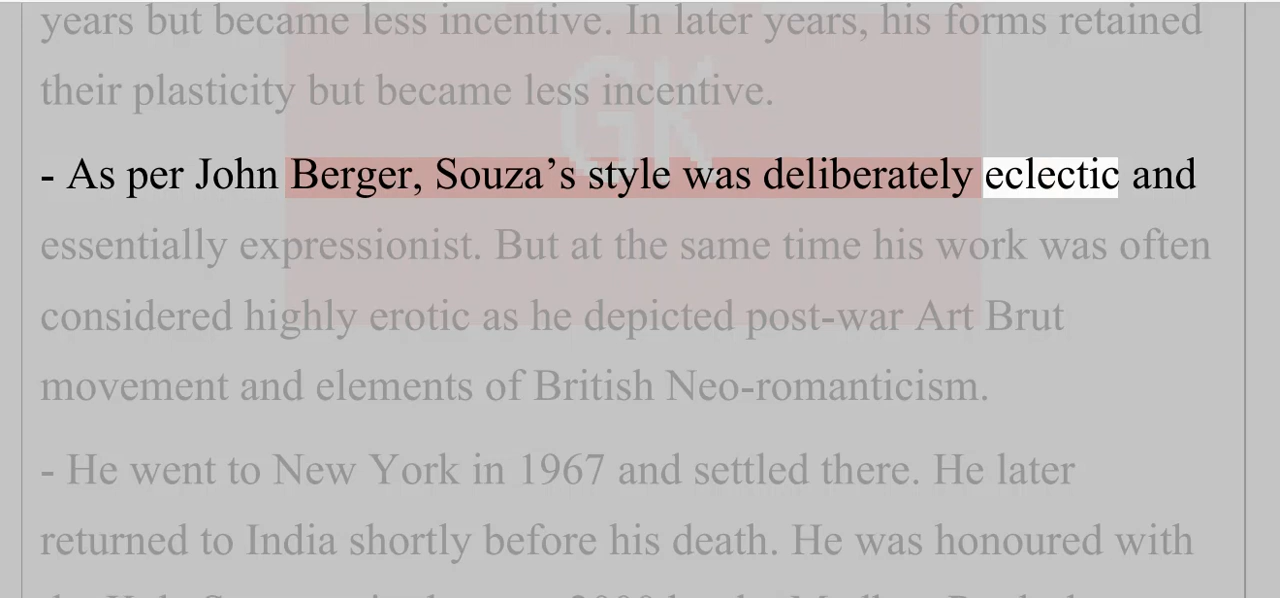 years but became less incentive. In later years, his forms retained
their plasticity but became less incentive.
- As per John Berger, Souza’s style was deliberately eclectic and
essentially expressionist. But at the same time his work was often
considered highly erotic as he depicted post-war Art Brut
movement and elements of British Neo-romanticism.
- He went to New York in 1967 and settled there. He later
returned to India shortly before his death. He was honoured with
GK